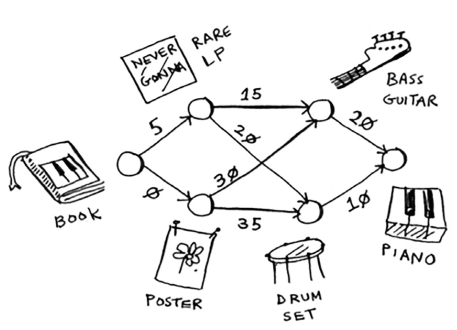 NEVER
GONNA
RARE
LP
BASS
GUITAR
5
15
20
20
BOOK
0
30
35
10
PIANO
POSTER
DRUM
SET